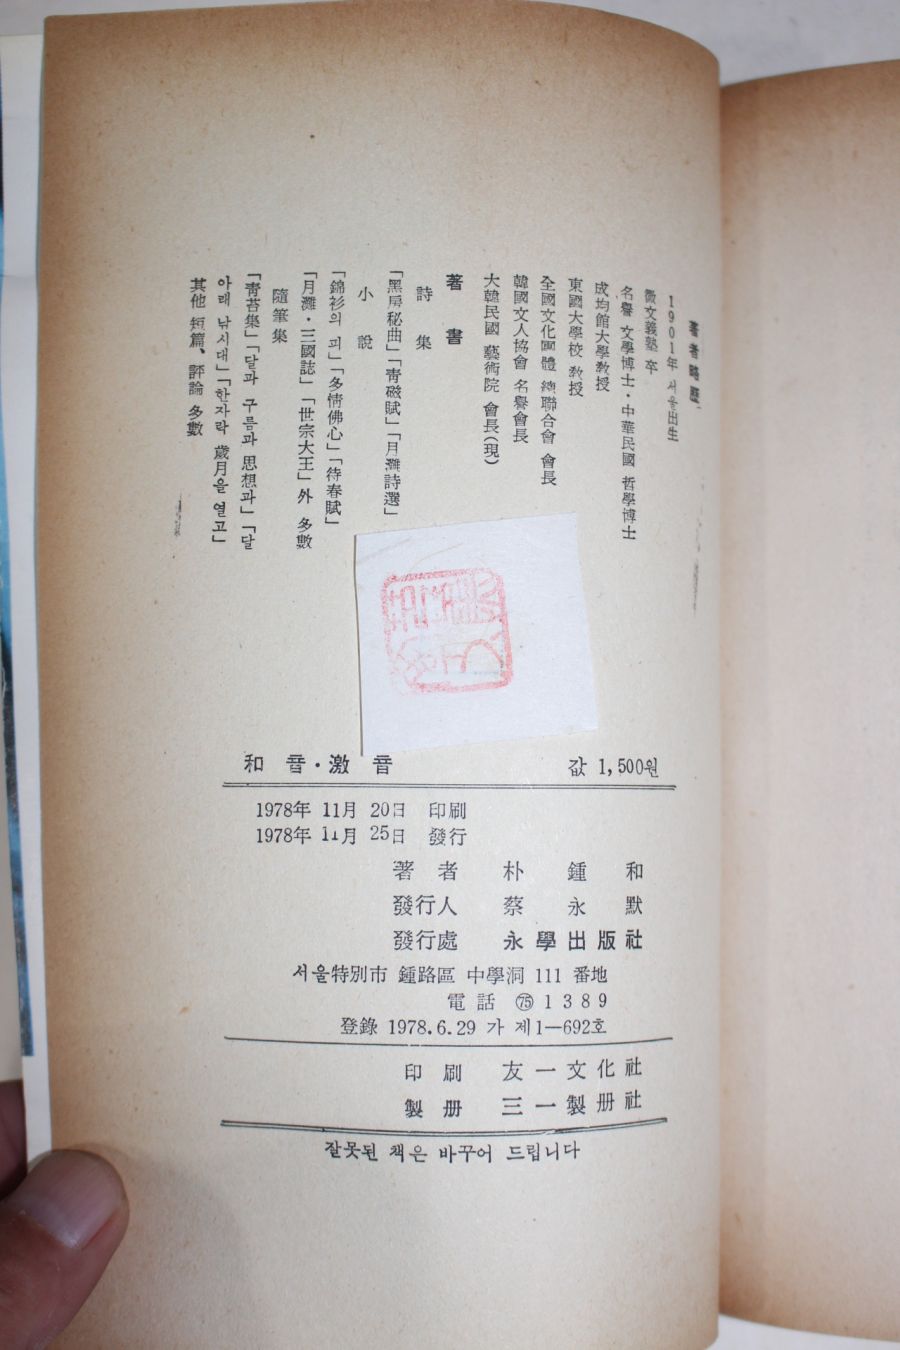 著者略歷
1901年 서울出生
徽文義塾 卒
名譽 文學博士・中華民國 哲學博士
成均館大學敎授
東國大學校 敎授
全國文化團體 總聯合會 會長
韓國文人協會 名譽會長
大韓民國 藝術院 會長(現)
著書
詩集
「黑房秘曲」「靑磁賦」「月灘詩選」
小說
「錦衫의 피」「多情佛心」「待春賦」
「月灘・三國誌」「世宗大王」外 多數
隨筆集
「靑苔集」「달과 구름과 思想과」「달
아래 낚시대」「한자락 歲月을 열고」
其他 短篇、評論 多數
和音・激音 값 1,500원
1978年 11月 20日 印刷
1978年 11月 25日 發行
著者 朴鍾和
發行人 蔡永默
發行處 永學出版社
서울特別市 鍾路區 中學洞 111 番地
電話 ㊆1389
登錄 1978.6.29 가 제1—692호
印刷 友一文化社
製册 三一製册社
잘못된 책은 바꾸어 드립니다